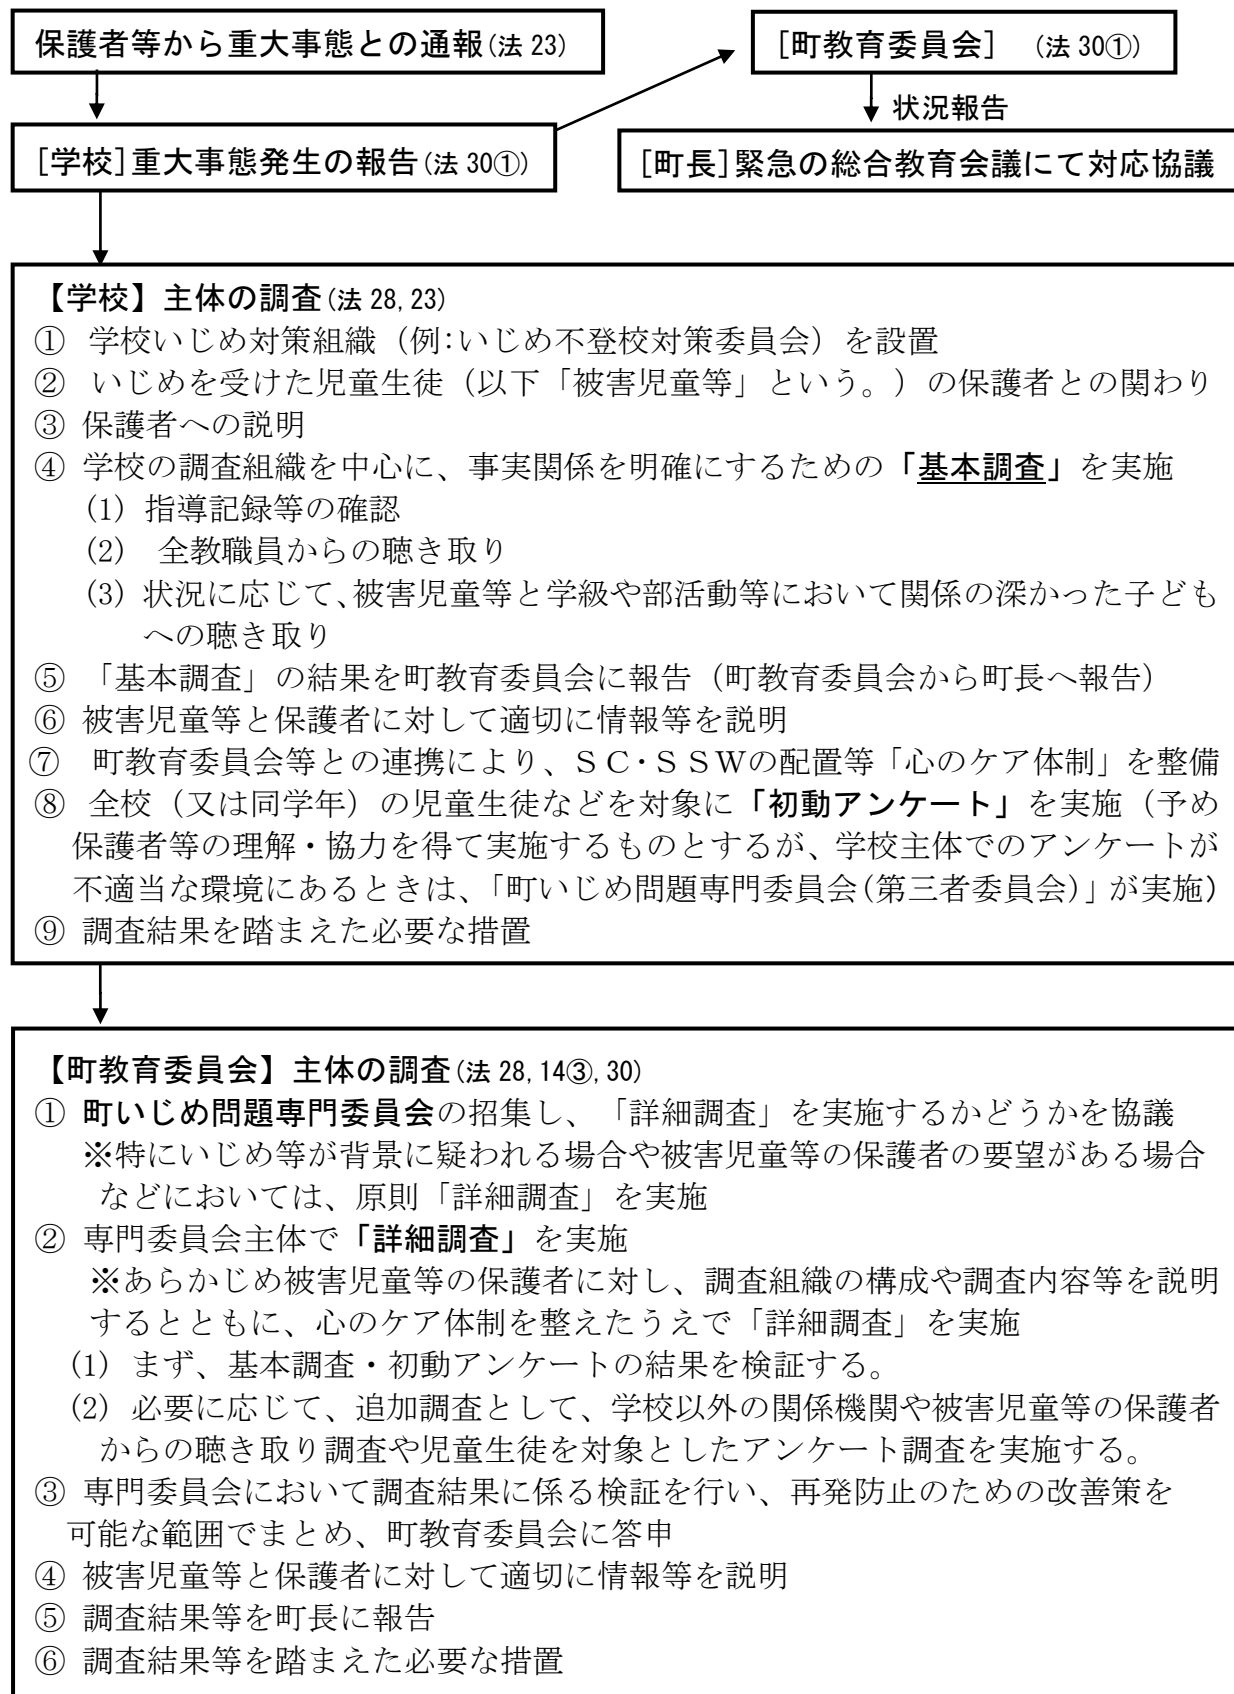 保護者等から重大事態との通報(法 23)
[町教育委員会] (法 30①)
状況報告
[学校]重大事態発生の報告(法 30①)
[町長]緊急の総合教育会議にて対応協議
【学校】主体の調査(法 28,23)
① 学校いじめ対策組織（例:いじめ不登校対策委員会）を設置
② いじめを受けた児童生徒（以下「被害児童等」という。）の保護者との関わり
③ 保護者への説明
④ 学校の調査組織を中心に、事実関係を明確にするための「基本調査」を実施
(1) 指導記録等の確認
(2) 全教職員からの聴き取り
(3) 状況に応じて、被害児童等と学級や部活動等において関係の深かった子ども
への聴き取り
⑤ 「基本調査」の結果を町教育委員会に報告（町教育委員会から町長へ報告）
⑥ 被害児童等と保護者に対して適切に情報等を説明
⑦ 町教育委員会等との連携により、ＳＣ・ＳＳＷの配置等「心のケア体制」を整備
⑧ 全校（又は同学年）の児童生徒などを対象に「初動アンケート」を実施（予め
保護者等の理解・協力を得て実施するものとするが、学校主体でのアンケートが
不適当な環境にあるときは、「町いじめ問題専門委員会(第三者委員会)」が実施）
⑨ 調査結果を踏まえた必要な措置
【町教育委員会】主体の調査(法 28,14③,30)
① 町いじめ問題専門委員会の招集し、「詳細調査」を実施するかどうかを協議
※特にいじめ等が背景に疑われる場合や被害児童等の保護者の要望がある場合
などにおいては、原則「詳細調査」を実施
② 専門委員会主体で「詳細調査」を実施
※あらかじめ被害児童等の保護者に対し、調査組織の構成や調査内容等を説明
するとともに、心のケア体制を整えたうえで「詳細調査」を実施
(1) まず、基本調査・初動アンケートの結果を検証する。
(2) 必要に応じて、追加調査として、学校以外の関係機関や被害児童等の保護者
からの聴き取り調査や児童生徒を対象としたアンケート調査を実施する。
③ 専門委員会において調査結果に係る検証を行い、再発防止のための改善策を
可能な範囲でまとめ、町教育委員会に答申
④ 被害児童等と保護者に対して適切に情報等を説明
⑤ 調査結果等を町長に報告
⑥ 調査結果等を踏まえた必要な措置